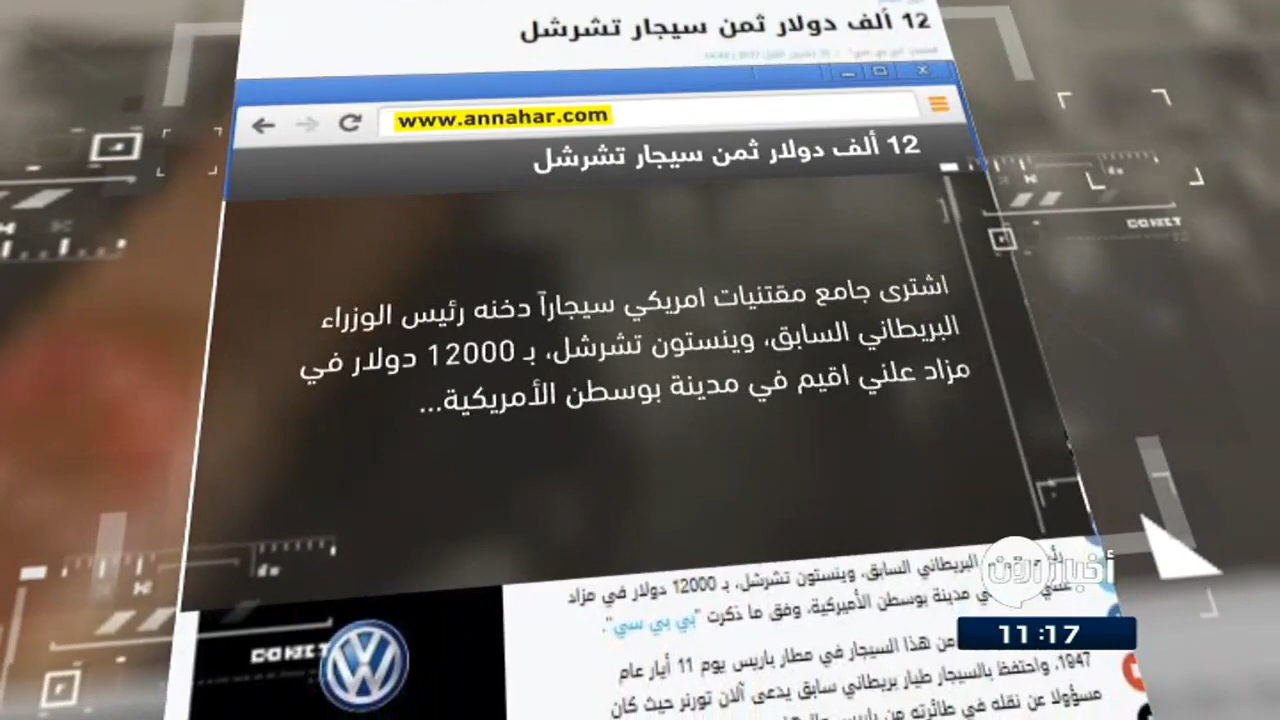 12 ألف دولار ثمن سيجار تشرشل
www.annahar.com
12 ألف دولار ثمن سيجار تشرشل
اشترى جامع مقتنيات امريكي سيجاراً دخنه رئيس الوزراء
البريطاني السابق، وينستون تشرشل، بـ 12000 دولار في
مزاد علني اقيم في مدينة بوسطن الأمريكية...
البريطاني السابق، وينستون تشرشل، بـ 12000 دولار في مزاد
في مدينة بوسطن الأميركية، وفق ما ذكرت "بي بي سي".
من هذا السيجار في مطار باريس يوم 11 أيار عام
1947، واحتفظ بالسيجار طيار بريطاني سابق يدعى آلان تورنر حيث كان
مسؤولا عن نقله في طائرته من باريس
أخبار الآن
11:17